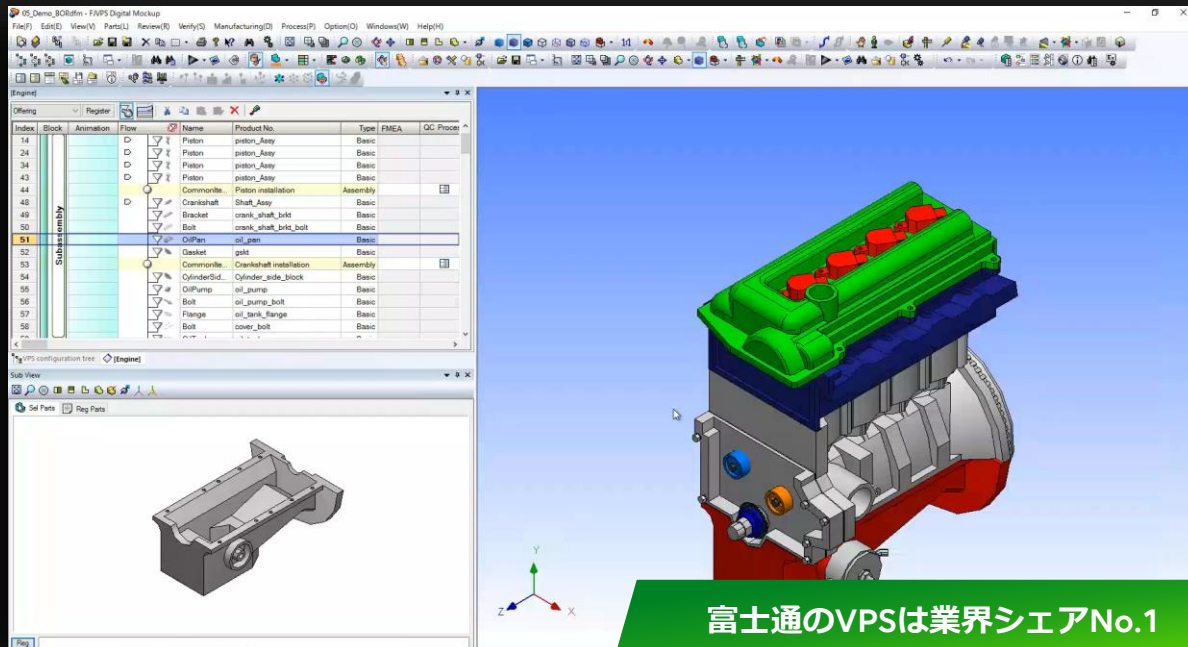 05_Demo_BORdfm - FJVPS Digital Mockup
File(F) Edit(E) View(V) Parts(L) Review(R) Verify(S) Manufacturing(D) Process(P) Option(O) Windows(W) Help(H)
[Engine]
Offering Register
Index Block Animation Flow Name Product No. Type FMEA QC Proces
14 Piston piston_Assy Basic
24 Piston piston_Assy Basic
34 Piston piston_Assy Basic
43 Piston piston_Assy Basic
44 CommonIte... Piston installation Assembly
48 Crankshaft Shaft_Assy Basic
49 Bracket crank_shaft_brkt Basic
50 Bolt crank_shaft_brkt_bolt Basic
51 OilPan oil_pan Basic
52 Gasket gskt Basic
53 CommonIte... Crankshaft installation Assembly
54 CylinderSid... Cylinder_side_block Basic
55 OilPump oil_pump Basic
56 Bolt oil_pump_bolt Basic
57 Flange oil_tank_flange Basic
58 Bolt cover_bolt Basic
Subassembly
VPS configuration tree [Engine]
Sub View
Sel Parts Reg Parts
Y
Z X
Reg
富士通のVPSは業界シェアNo.1